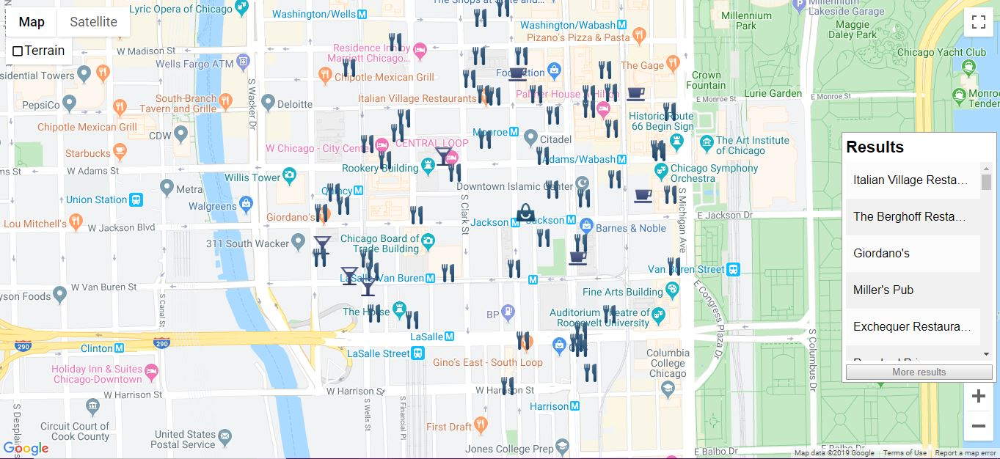 Map
Satellite
Terrain
Lyric Opera of Chicago
Washington/Wells
The Shops at State and...
Washington/Wabash
Pizano's Pizza & Pasta
Millennium
Park
Millennium
Lakeside Garage
Maggie
Daley Park
Chicago Yacht Club
W Madison St
Residence Inn by
Marriott Chicago...
Wells Fargo ATM
sidential Towers
Chipotle Mexican Grill
The Gage
Crown
Fountain
Lurie Garden
E Monroe St
E Monroe St
Monroe
Tender
PepsiCo
South Branch
Tavern and Grille
S Wacker Dr
Deloitte
Italian Village Restaurants
Palmer House A Hilton
Historic Route
66 Begin Sign
Chipotle Mexican Grill
CDW
W Chicago - City Center
CENTRAL LOOP
Monroe
Citadel
The Art Institute
of Chicago
Starbucks
ms St
W Adams St
Willis Tower
Rookery Building
Adams/Wabash
Chicago Symphony
Orchestra
Union Station
Metra
Walgreens
Quincy
Downtown Islamic Center
S Clark St
S Michigan Ave
Lou Mitchell's
W Jackson Blvd
Giordano's
Jackson
Jackson
E Jackson Dr
Barnes & Noble
311 South Wacker
Chicago Board of
Trade Building
Van Buren Street
W Van Buren St
LaSalle/Van Buren
yson Foods
S Canal St
Fine Arts Building
E Congress Plaza Dr
The House
BP
Auditorium Theatre of
Roosevelt University
S Columbus Dr
290
290
Clinton
LaSalle
LaSalle Street
Gino's East - South Loop
Columbia
College
Chicago
Holiday Inn & Suites
Chicago-Downtown
W Harrison St
W Harrison St
Harrison
S Desplai
S Wells St
S Financial Pl
Circuit Court of
Cook County
United States
Postal Service
First Draft
Jones College Prep
E Balbo Dr
E Balbo Dr
Results
Italian Village Resta...
The Berghoff Resta...
Giordano's
Miller's Pub
Exchequer Restaura...
More results
Google
Map data ©2019 Google
Terms of Use
Report a map error